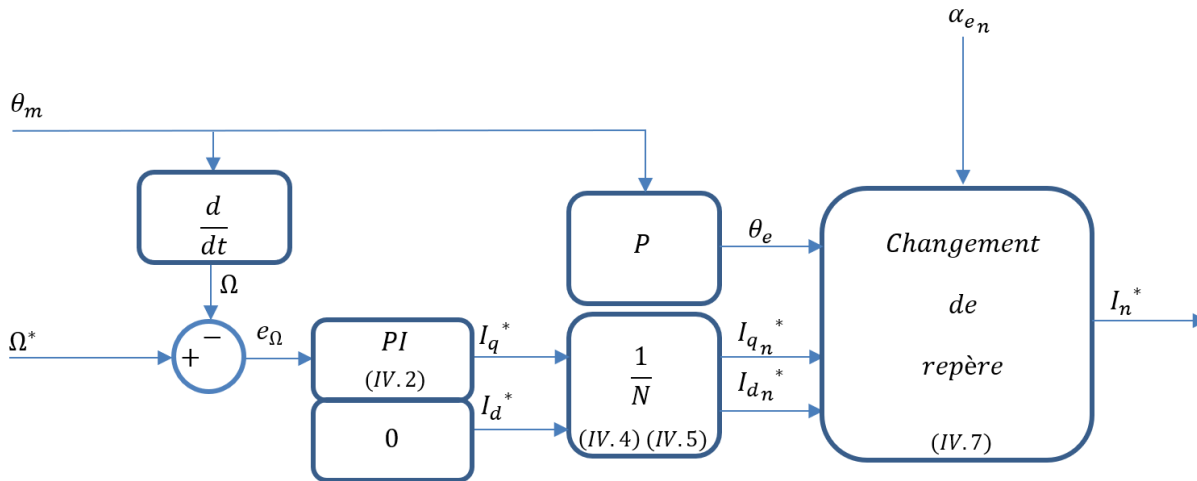 α_{e_n}
θ_m
d/dt
P
θ_e
Changement
de
repère
(IV.7)
I_n^*
Ω
Ω*
+
−
e_Ω
PI
(IV.2)
0
I_q^*
I_d^*
1/N
(IV.4) (IV.5)
I_{q_n}^*
I_{d_n}^*